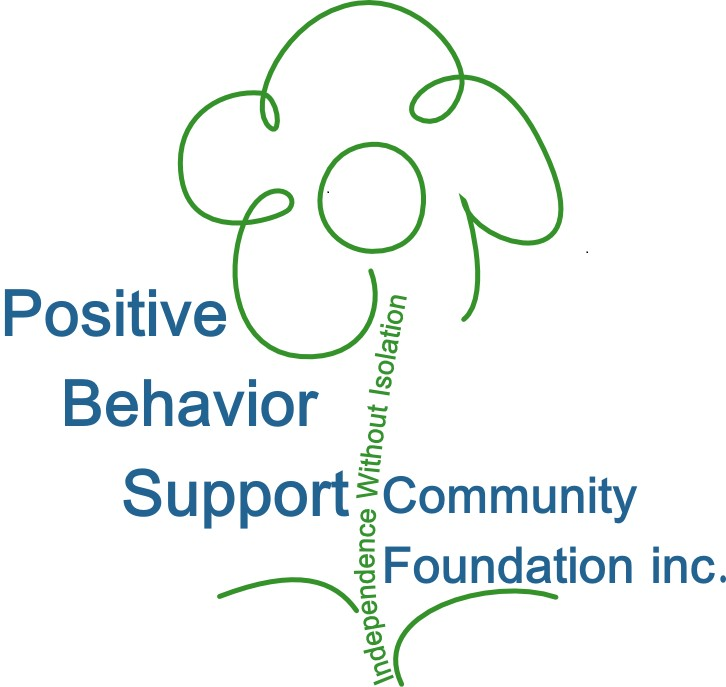 Positive
Behavior
Support
Community
Foundation inc.
Independence Without Isolation